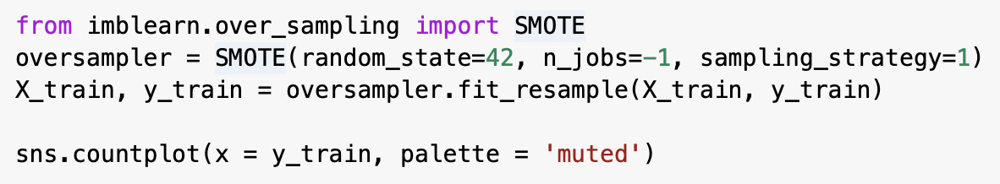 from imblearn.over_sampling import SMOTE
oversampler = SMOTE(random_state=42, n_jobs=-1, sampling_strategy=1)
X_train, y_train = oversampler.fit_resample(X_train, y_train)
sns.countplot(x = y_train, palette = 'muted')